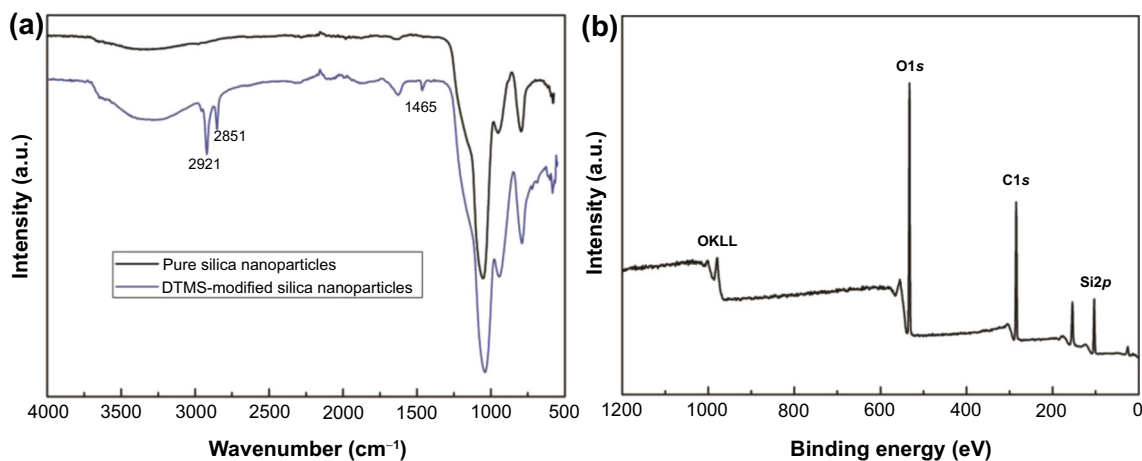 (a)
Intensity (a.u.)
2921
2851
1465
Pure silica nanoparticles
DTMS-modified silica nanoparticles
4000 3500 3000 2500 2000 1500 1000 500
Wavenumber (cm⁻¹)
(b)
Intensity (a.u.)
OKLL
O1s
C1s
Si2p
1200 1000 800 600 400 200 0
Binding energy (eV)